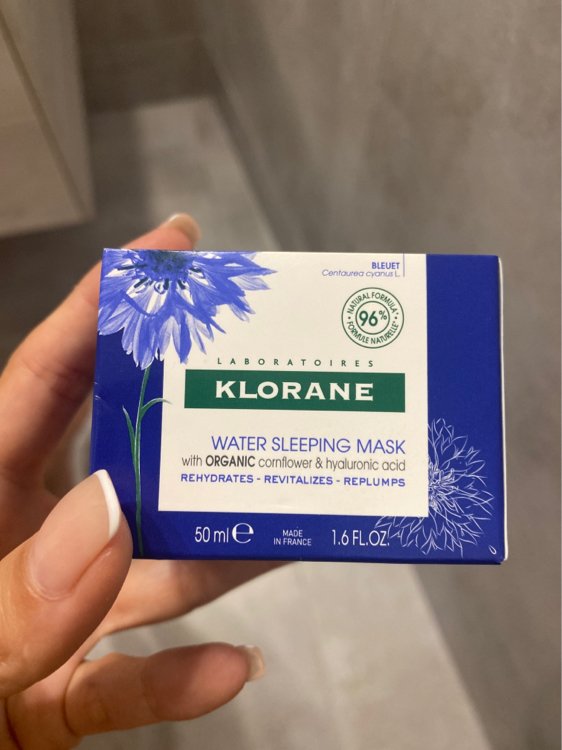 BLEUET
Centaurea cyanus L.
NATURAL FORMULA*
96%
FORMULE NATURELLE*
LABORATOIRES
KLORANE
WATER SLEEPING MASK
with ORGANIC cornflower & hyaluronic acid
REHYDRATES - REVITALIZES - REPLUMPS
50 ml ℮
MADE
IN FRANCE
1.6 FL.OZ.